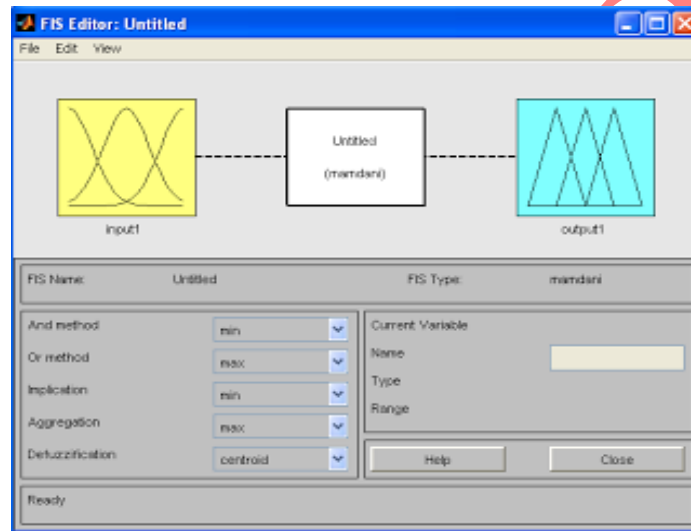 FIS Editor: Untitled
File Edit View
Untitled
(mamdani)
input1
output1
FIS Name: Untitled FIS Type: mamdani
And method min
Or method max
Implication min
Aggregation max
Defuzzification centroid
Current Variable
Name
Type
Range
Help Close
Ready